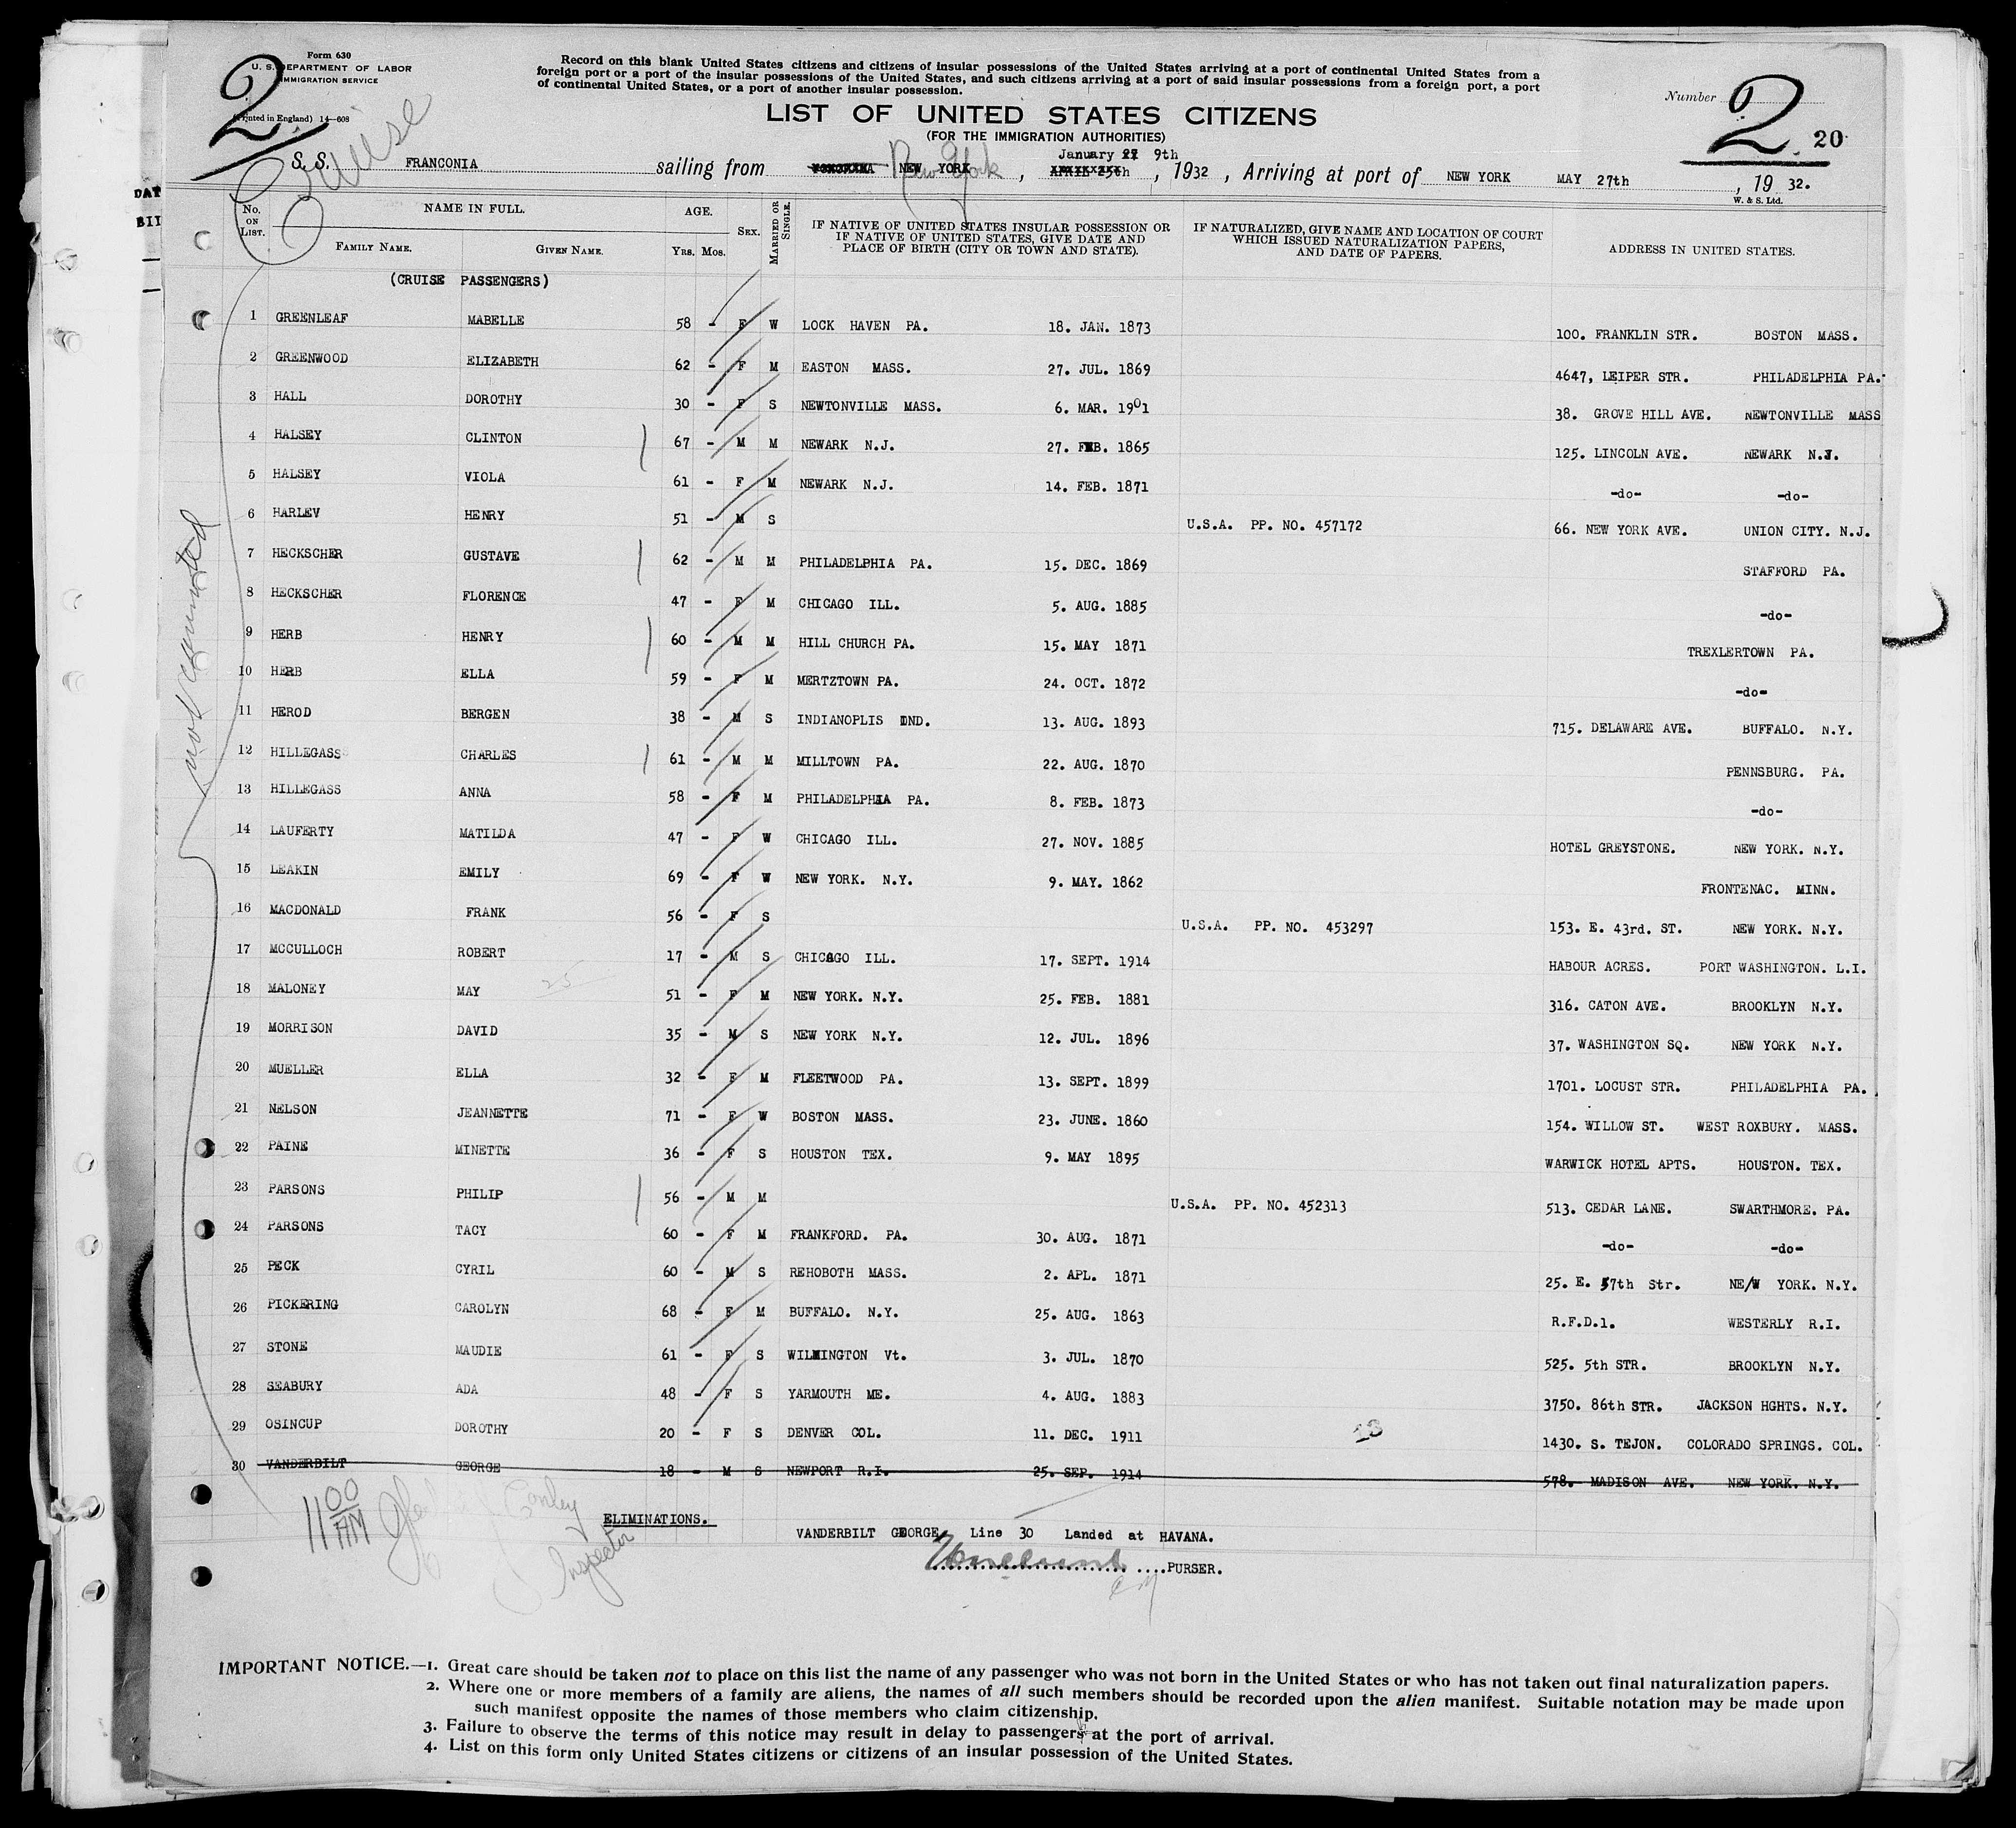 Form 630
U. S. DEPARTMENT OF LABOR
IMMIGRATION SERVICE
(Printed in England) 14—608
2
Cruise
Record on this blank United States citizens and citizens of insular possessions of the United States arriving at a port of continental United States from a
foreign port or a port of the insular possessions of the United States, and such citizens arriving at a port of said insular possessions from a foreign port, a port
of continental United States, or a port of another insular possession.
LIST OF UNITED STATES CITIZENS
(FOR THE IMMIGRATION AUTHORITIES)
Number 2 20
S. S. FRANCONIA sailing from YOKOHAMA NEW YORK New York, APRIL 25th January 9th, 1932, Arriving at port of NEW YORK MAY 27th, 19 32.
W. & S. Ltd.
DAT
BII
No. ON LIST. NAME IN FULL. AGE. SEX. MARRIED OR SINGLE. IF NATIVE OF UNITED STATES INSULAR POSSESSION OR IF NATIVE OF UNITED STATES, GIVE DATE AND PLACE OF BIRTH (CITY OR TOWN AND STATE). IF NATURALIZED, GIVE NAME AND LOCATION OF COURT WHICH ISSUED NATURALIZATION PAPERS, AND DATE OF PAPERS. ADDRESS IN UNITED STATES.
FAMILY NAME. GIVEN NAME. Yrs. Mos.
(CRUISE PASSENGERS)
1 GREENLEAF MABELLE 58 - F W LOCK HAVEN PA. 18. JAN. 1873 100. FRANKLIN STR. BOSTON MASS.
2 GREENWOOD ELIZABETH 62 - F M EASTON MASS. 27. JUL. 1869 4647, LEIPER STR. PHILADELPHIA PA.
3 HALL DOROTHY 30 - F S NEWTONVILLE MASS. 6. MAR. 1901 38. GROVE HILL AVE. NEWTONVILLE MASS
4 HALSEY CLINTON 67 - M M NEWARK N.J. 27. FEB. 1865 125. LINCOLN AVE. NEWARK N.J.
5 HALSEY VIOLA 61 - F M NEWARK N.J. 14. FEB. 1871 -do- -do-
6 HARLEV HENRY 51 - M S U.S.A. PP. NO. 457172 66. NEW YORK AVE. UNION CITY. N.J.
7 HECKSCHER GUSTAVE 62 - M M PHILADELPHIA PA. 15. DEC. 1869 STAFFORD PA.
8 HECKSCHER FLORENCE 47 - F M CHICAGO ILL. 5. AUG. 1885 -do-
9 HERB HENRY 60 - M M HILL CHURCH PA. 15. MAY 1871 TREXLERTOWN PA.
10 HERB ELLA 59 - F M MERTZTOWN PA. 24. OCT. 1872 -do-
11 HEROD BERGEN 38 - M S INDIANOPLIS IND. 13. AUG. 1893 715. DELAWARE AVE. BUFFALO. N.Y.
12 HILLEGASS CHARLES 61 - M M MILLTOWN PA. 22. AUG. 1870 PENNSBURG. PA.
13 HILLEGASS ANNA 58 - F M PHILADELPHIA PA. 8. FEB. 1873 -do-
14 LAUFERTY MATILDA 47 - F W CHICAGO ILL. 27. NOV. 1885 HOTEL GREYSTONE. NEW YORK. N.Y.
15 LEAKIN EMILY 69 - F W NEW YORK. N.Y. 9. MAY. 1862 FRONTENAC. MINN.
16 MACDONALD FRANK 56 - F S U.S.A. PP. NO. 453297 153. E. 43rd. ST. NEW YORK. N.Y.
17 MCCULLOCH ROBERT 17 - M S CHICAGO ILL. 17. SEPT. 1914 HABOUR ACRES. PORT WASHINGTON. L.I.
18 MALONEY MAY 25 51 - F M NEW YORK. N.Y. 25. FEB. 1881 316. CATON AVE. BROOKLYN N.Y.
19 MORRISON DAVID 35 - M S NEW YORK N.Y. 12. JUL. 1896 37. WASHINGTON SQ. NEW YORK N.Y.
20 MUELLER ELLA 32 - F M FLEETWOOD PA. 13. SEPT. 1899 1701. LOCUST STR. PHILADELPHIA PA.
21 NELSON JEANNETTE 71 - F W BOSTON MASS. 23. JUNE. 1860 154. WILLOW ST. WEST ROXBURY. MASS.
22 PAINE MINETTE 36 - F S HOUSTON TEX. 9. MAY 1895 WARWICK HOTEL APTS. HOUSTON. TEX.
23 PARSONS PHILIP 56 - M M U.S.A. PP. NO. 452313 513. CEDAR LANE. SWARTHMORE. PA.
24 PARSONS TACY 60 - F M FRANKFORD. PA. 30. AUG. 1871 -do- -do-
25 PECK CYRIL 60 - M S REHOBOTH MASS. 2. APL. 1871 25. E. 57th Str. NE/W YORK. N.Y.
26 PICKERING CAROLYN 68 - F M BUFFALO. N.Y. 25. AUG. 1863 R.F.D.1. WESTERLY R.I.
27 STONE MAUDIE 61 - F S WILMINGTON Vt. 3. JUL. 1870 525. 5th STR. BROOKLYN N.Y.
28 SEABURY ADA 48 - F S YARMOUTH ME. 4. AUG. 1883 3750. 86th STR. JACKSON HGHTS. N.Y.
29 OSINCUP DOROTHY 20 - F S DENVER COL. 11. DEC. 1911 1430. S. TEJON. COLORADO SPRINGS. COL.
30 VANDERBILT GEORGE 18 - M S NEWPORT R.I. 25. SEP. 1914 578. MADISON AVE. NEW YORK. N.Y.
not examined
11 00 AM
Inspector
ELIMINATIONS.
VANDERBILT GEORGE, Line 30 Landed at HAVANA.
PURSER.
IMPORTANT NOTICE.—1. Great care should be taken not to place on this list the name of any passenger who was not born in the United States or who has not taken out final naturalization papers.
2. Where one or more members of a family are aliens, the names of all such members should be recorded upon the alien manifest. Suitable notation may be made upon
such manifest opposite the names of those members who claim citizenship.
3. Failure to observe the terms of this notice may result in delay to passengers at the port of arrival.
4. List on this form only United States citizens or citizens of an insular possession of the United States.